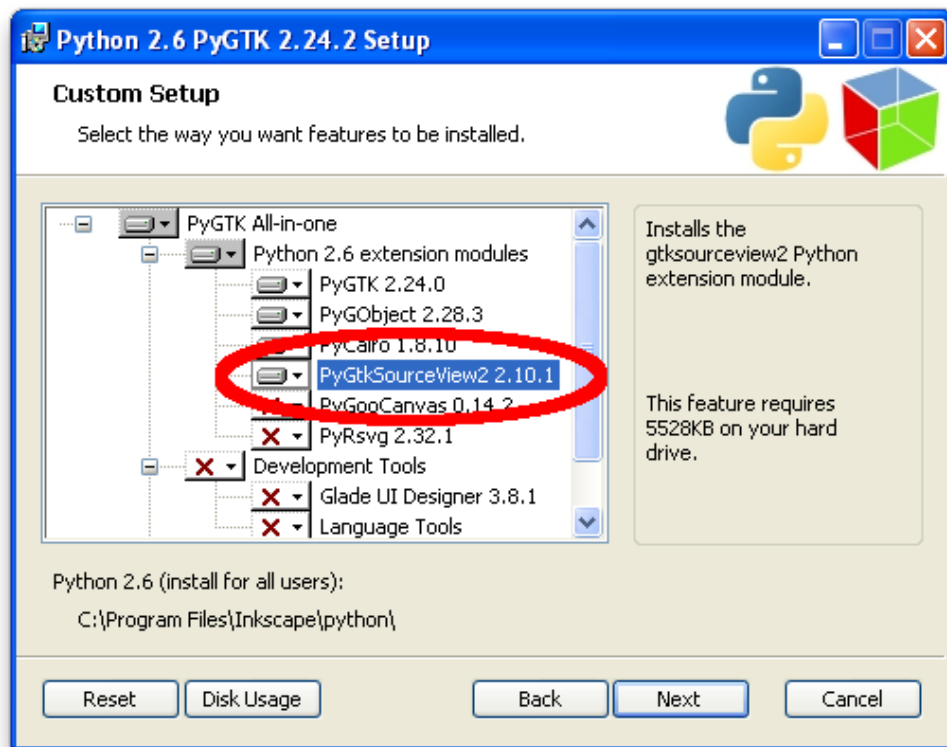 Python 2.6 PyGTK 2.24.2 Setup
Custom Setup
Select the way you want features to be installed.
PyGTK All-in-one
Python 2.6 extension modules
PyGTK 2.24.0
PyGObject 2.28.3
PyCairo 1.8.10
PyGtkSourceView2 2.10.1
PyGooCanvas 0.14.2
PyRsvg 2.32.1
Development Tools
Glade UI Designer 3.8.1
Language Tools
Installs the
gtksourceview2 Python
extension module.
This feature requires
5528KB on your hard
drive.
Python 2.6 (install for all users):
C:\Program Files\Inkscape\python\
Reset
Disk Usage
Back
Next
Cancel